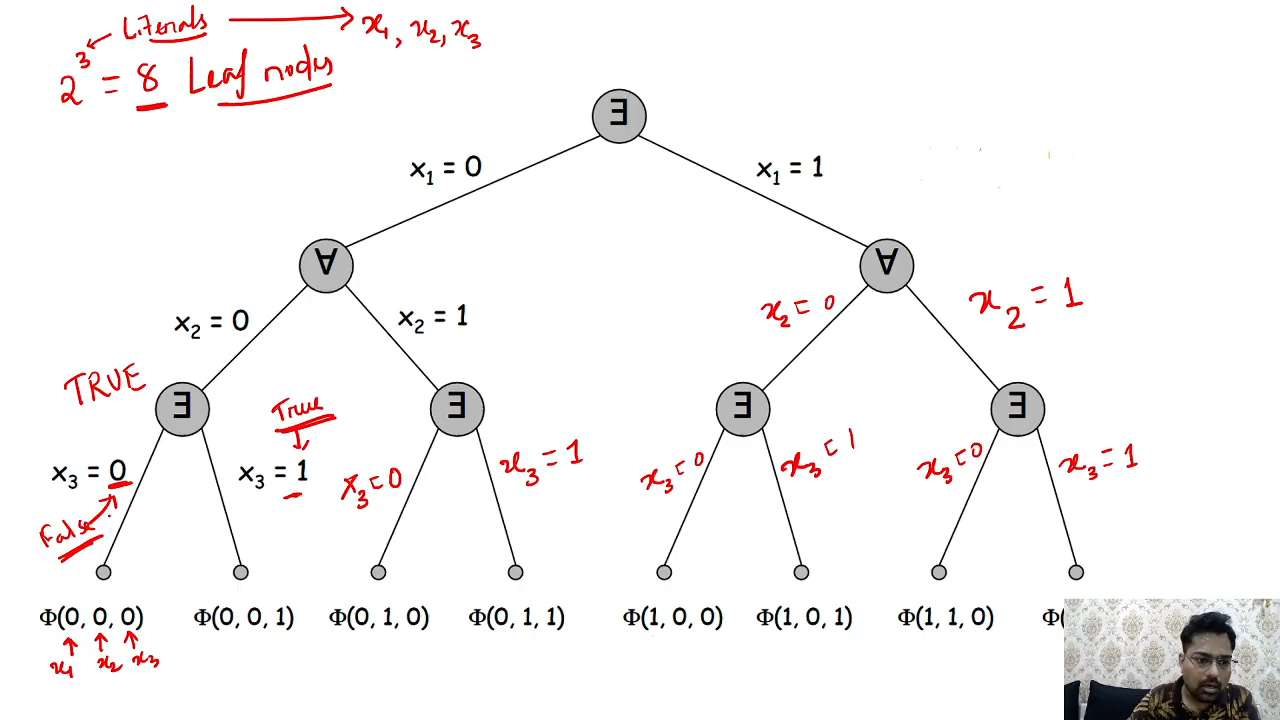 Literals → x₁, x₂, x₃
2³ = 8 Leaf nodes
∃
x₁ = 0
x₁ = 1
∀
∀
x₂ = 0
x₂ = 1
x₂ = 0
x₂ = 1
TRUE
∃
∃
∃
∃
True
x₃ = 0
x₃ = 1
x₃ = 0
x₃ = 1
x₃ = 0
x₃ = 1
x₃ = 0
x₃ = 1
False
Φ(0, 0, 0)
Φ(0, 0, 1)
Φ(0, 1, 0)
Φ(0, 1, 1)
Φ(1, 0, 0)
Φ(1, 0, 1)
Φ(1, 1, 0)
Φ(
x₁ x₂ x₃